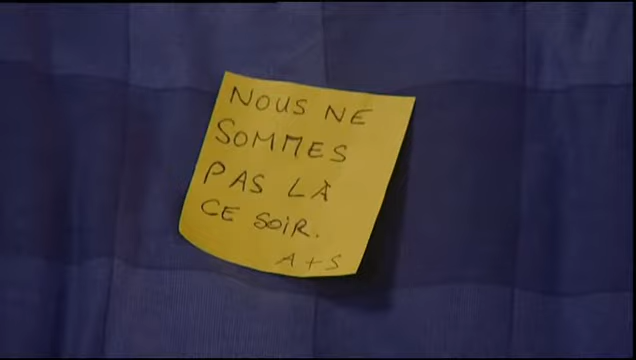 NOUS NE
SOMMES
PAS LÀ
CE SOIR.
A+S